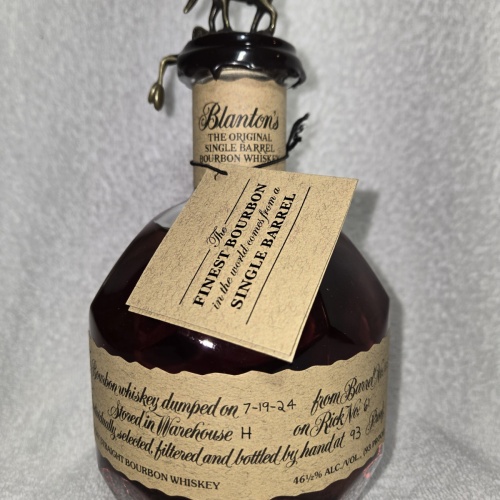 Blanton's
THE ORIGINAL
SINGLE BARREL
BOURBON WHISKEY
The
FINEST BOURBON
in the world comes from a
SINGLE BARREL
Bourbon whiskey dumped on 7-19-24 from Barrel
Stored in Warehouse H on Rick No. 6
selected, filtered and bottled by hand at 93
BOURBON WHISKEY 46½% ALC./VOL.